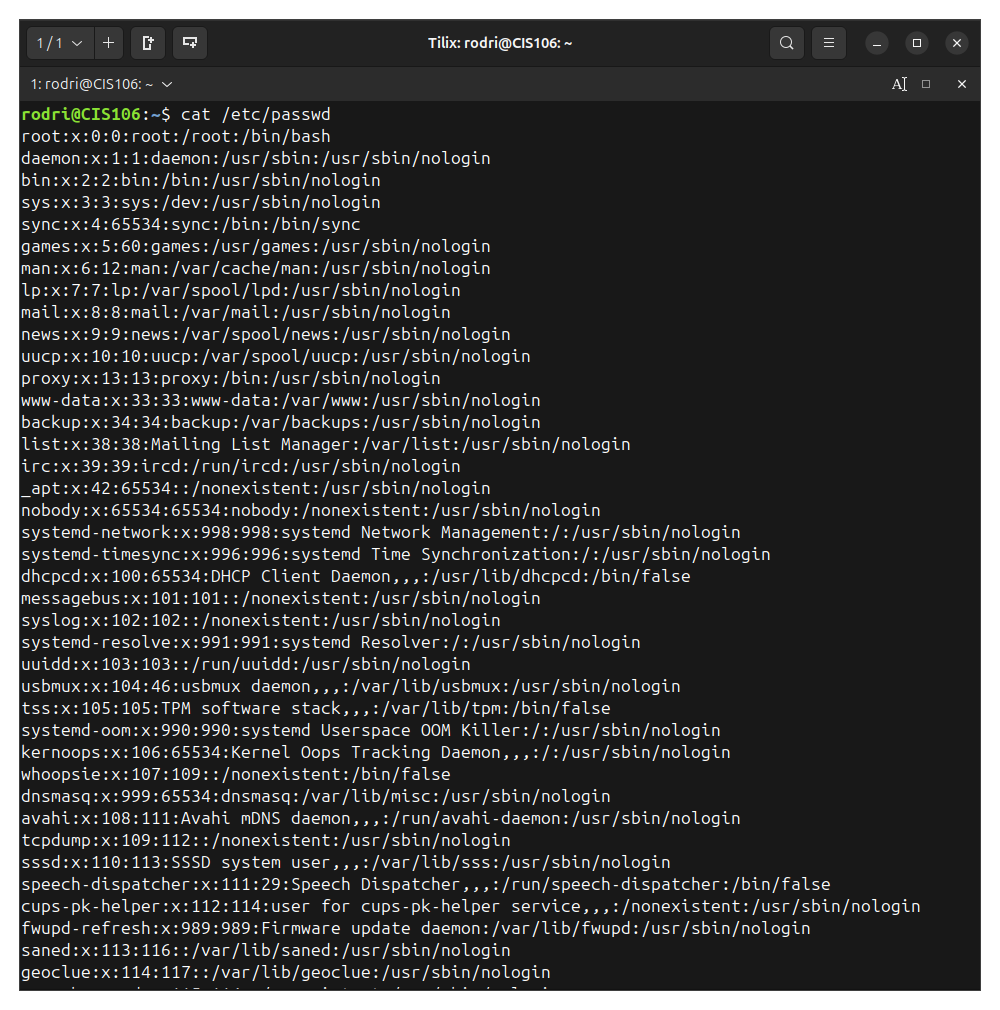 1 / 1
Tilix: rodri@CIS106: ~
1: rodri@CIS106: ~
rodri@CIS106:~$ cat /etc/passwd
root:x:0:0:root:/root:/bin/bash
daemon:x:1:1:daemon:/usr/sbin:/usr/sbin/nologin
bin:x:2:2:bin:/bin:/usr/sbin/nologin
sys:x:3:3:sys:/dev:/usr/sbin/nologin
sync:x:4:65534:sync:/bin:/bin/sync
games:x:5:60:games:/usr/games:/usr/sbin/nologin
man:x:6:12:man:/var/cache/man:/usr/sbin/nologin
lp:x:7:7:lp:/var/spool/lpd:/usr/sbin/nologin
mail:x:8:8:mail:/var/mail:/usr/sbin/nologin
news:x:9:9:news:/var/spool/news:/usr/sbin/nologin
uucp:x:10:10:uucp:/var/spool/uucp:/usr/sbin/nologin
proxy:x:13:13:proxy:/bin:/usr/sbin/nologin
www-data:x:33:33:www-data:/var/www:/usr/sbin/nologin
backup:x:34:34:backup:/var/backups:/usr/sbin/nologin
list:x:38:38:Mailing List Manager:/var/list:/usr/sbin/nologin
irc:x:39:39:ircd:/run/ircd:/usr/sbin/nologin
_apt:x:42:65534::/nonexistent:/usr/sbin/nologin
nobody:x:65534:65534:nobody:/nonexistent:/usr/sbin/nologin
systemd-network:x:998:998:systemd Network Management:/:/usr/sbin/nologin
systemd-timesync:x:996:996:systemd Time Synchronization:/:/usr/sbin/nologin
dhcpcd:x:100:65534:DHCP Client Daemon,,,:/usr/lib/dhcpcd:/bin/false
messagebus:x:101:101::/nonexistent:/usr/sbin/nologin
syslog:x:102:102::/nonexistent:/usr/sbin/nologin
systemd-resolve:x:991:991:systemd Resolver:/:/usr/sbin/nologin
uuidd:x:103:103::/run/uuidd:/usr/sbin/nologin
usbmux:x:104:46:usbmux daemon,,,:/var/lib/usbmux:/usr/sbin/nologin
tss:x:105:105:TPM software stack,,,:/var/lib/tpm:/bin/false
systemd-oom:x:990:990:systemd Userspace OOM Killer:/:/usr/sbin/nologin
kernoops:x:106:65534:Kernel Oops Tracking Daemon,,,:/:/usr/sbin/nologin
whoopsie:x:107:109::/nonexistent:/bin/false
dnsmasq:x:999:65534:dnsmasq:/var/lib/misc:/usr/sbin/nologin
avahi:x:108:111:Avahi mDNS daemon,,,:/run/avahi-daemon:/usr/sbin/nologin
tcpdump:x:109:112::/nonexistent:/usr/sbin/nologin
sssd:x:110:113:SSSD system user,,,:/var/lib/sss:/usr/sbin/nologin
speech-dispatcher:x:111:29:Speech Dispatcher,,,:/run/speech-dispatcher:/bin/false
cups-pk-helper:x:112:114:user for cups-pk-helper service,,,:/nonexistent:/usr/sbin/nologin
fwupd-refresh:x:989:989:Firmware update daemon:/var/lib/fwupd:/usr/sbin/nologin
saned:x:113:116::/var/lib/saned:/usr/sbin/nologin
geoclue:x:114:117::/var/lib/geoclue:/usr/sbin/nologin